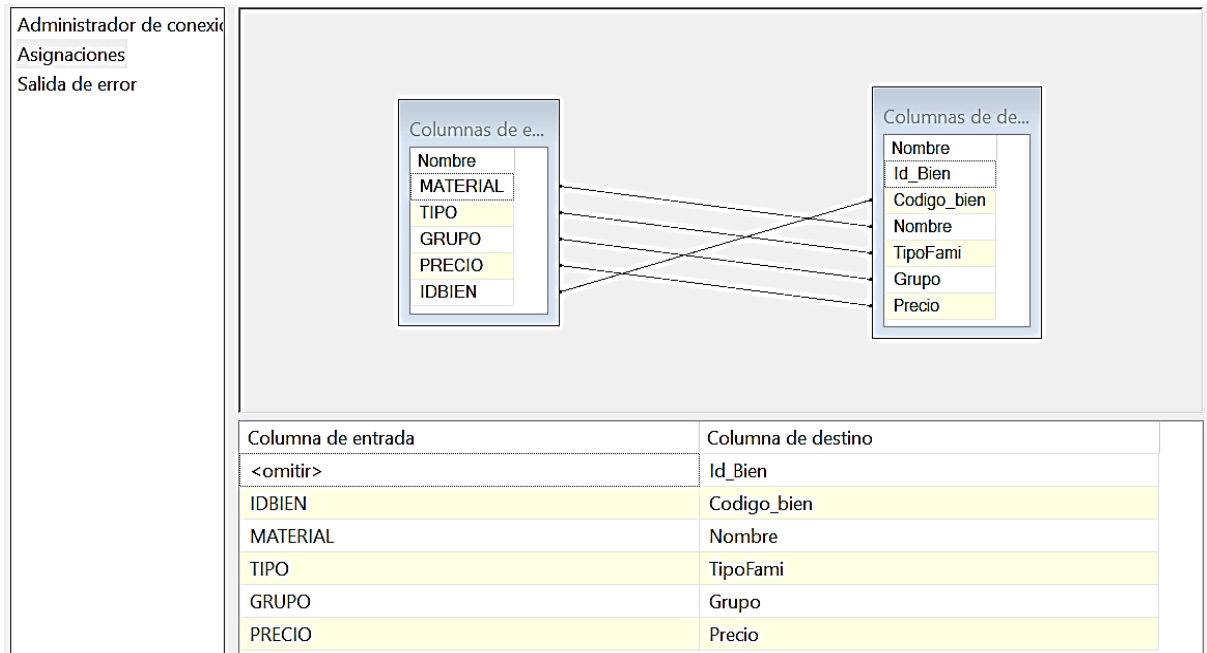 Administrador de conexi
Asignaciones
Salida de error
Columnas de e...
Nombre
MATERIAL
TIPO
GRUPO
PRECIO
IDBIEN
Columnas de de...
Nombre
Id_Bien
Codigo_bien
Nombre
TipoFami
Grupo
Precio
Columna de entrada Columna de destino
<omitir> Id_Bien
IDBIEN Codigo_bien
MATERIAL Nombre
TIPO TipoFami
GRUPO Grupo
PRECIO Precio